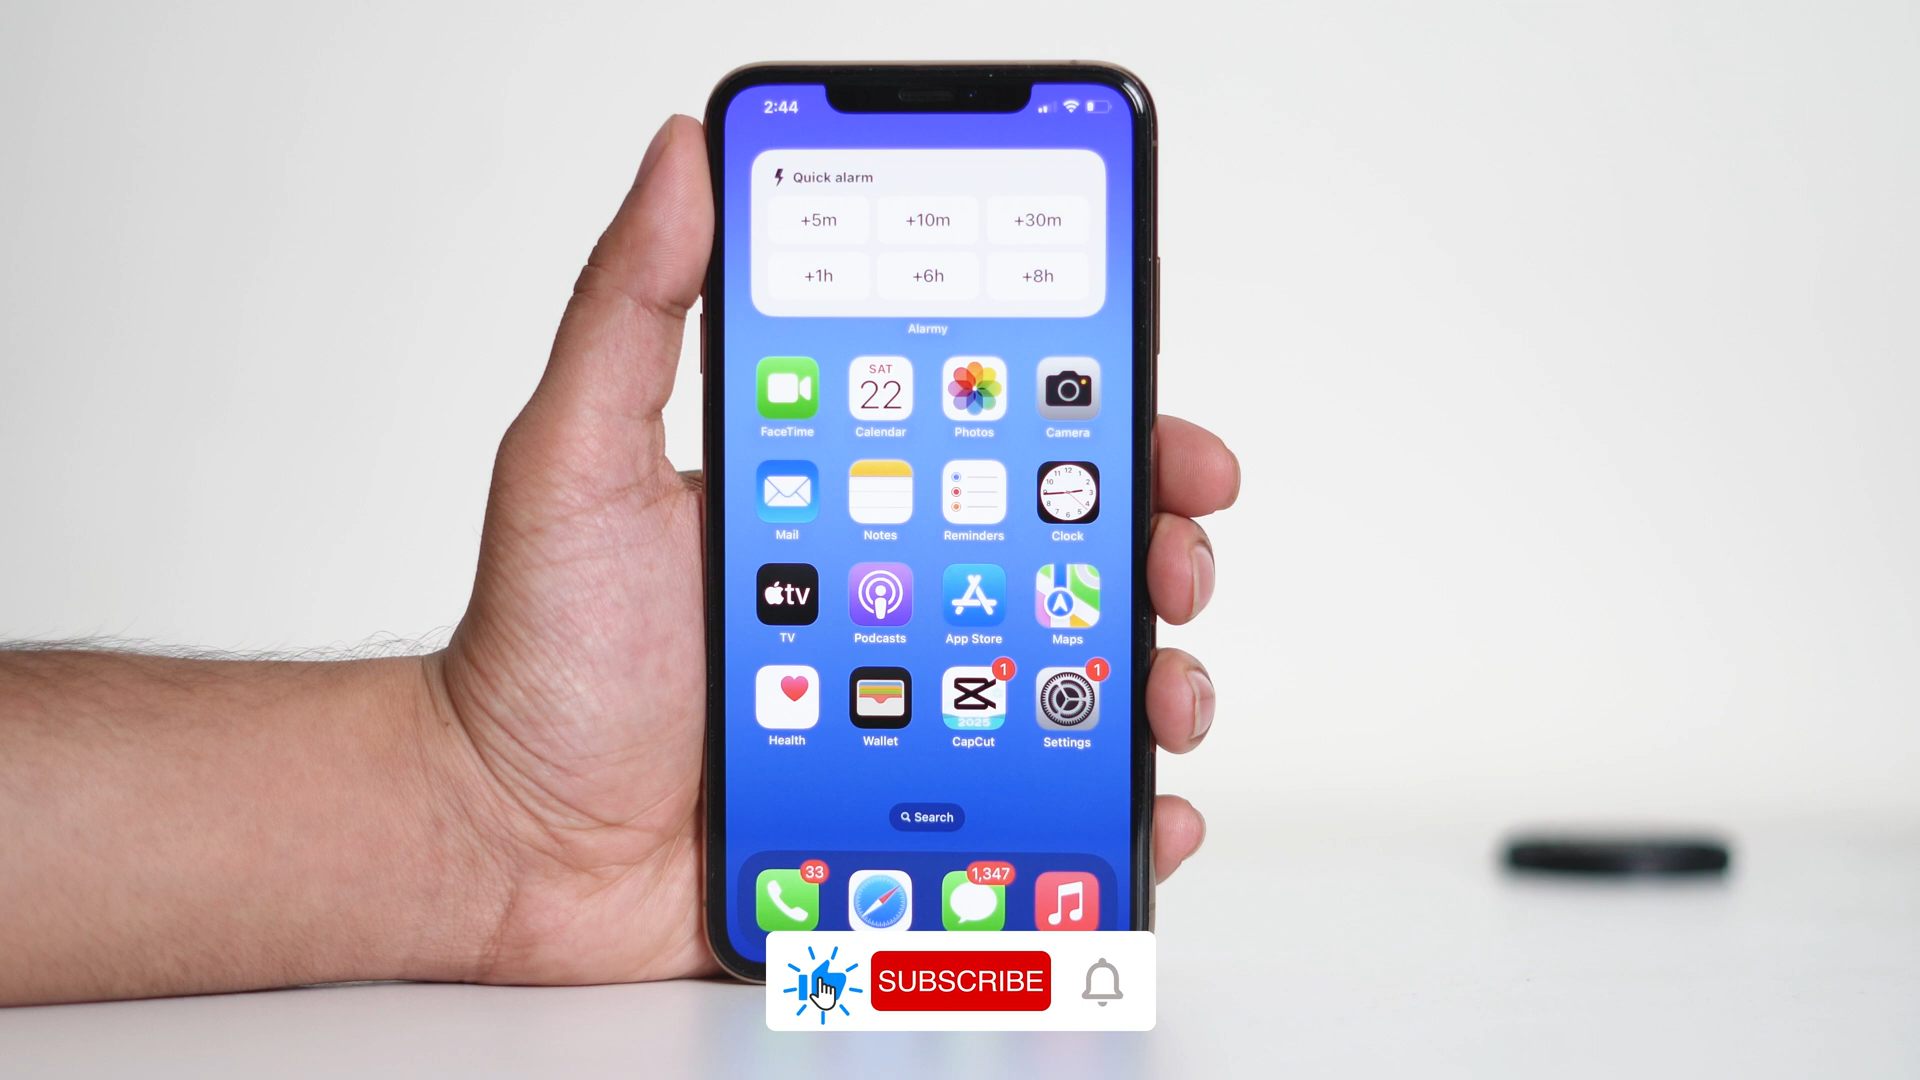 2:44
Quick alarm
+5m +10m +30m
+1h +6h +8h
Alarmy
SAT
22
FaceTime Calendar Photos Camera
Mail Notes Reminders Clock
tv
TV Podcasts App Store Maps
1 1
2025
Health Wallet CapCut Settings
Search
33 1,347
SUBSCRIBE